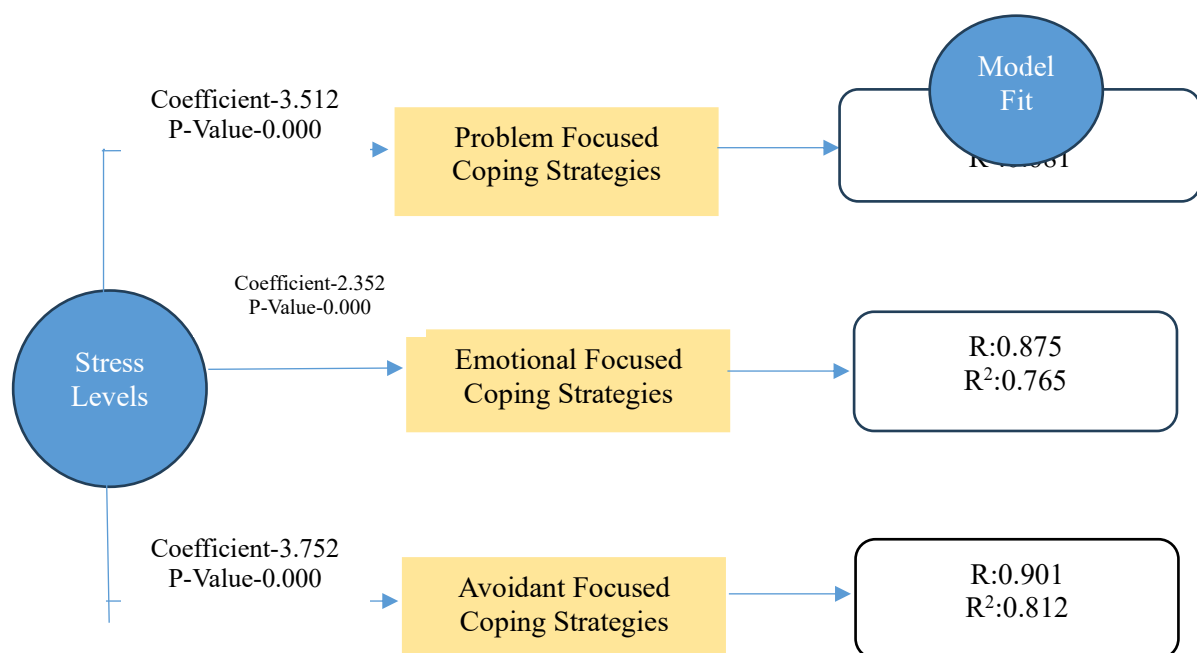 Model
Fit
Coefficient-3.512
P-Value-0.000
Problem Focused
Coping Strategies
Coefficient-2.352
P-Value-0.000
Stress
Levels
Emotional Focused
Coping Strategies
R:0.875
R²:0.765
Coefficient-3.752
P-Value-0.000
Avoidant Focused
Coping Strategies
R:0.901
R²:0.812